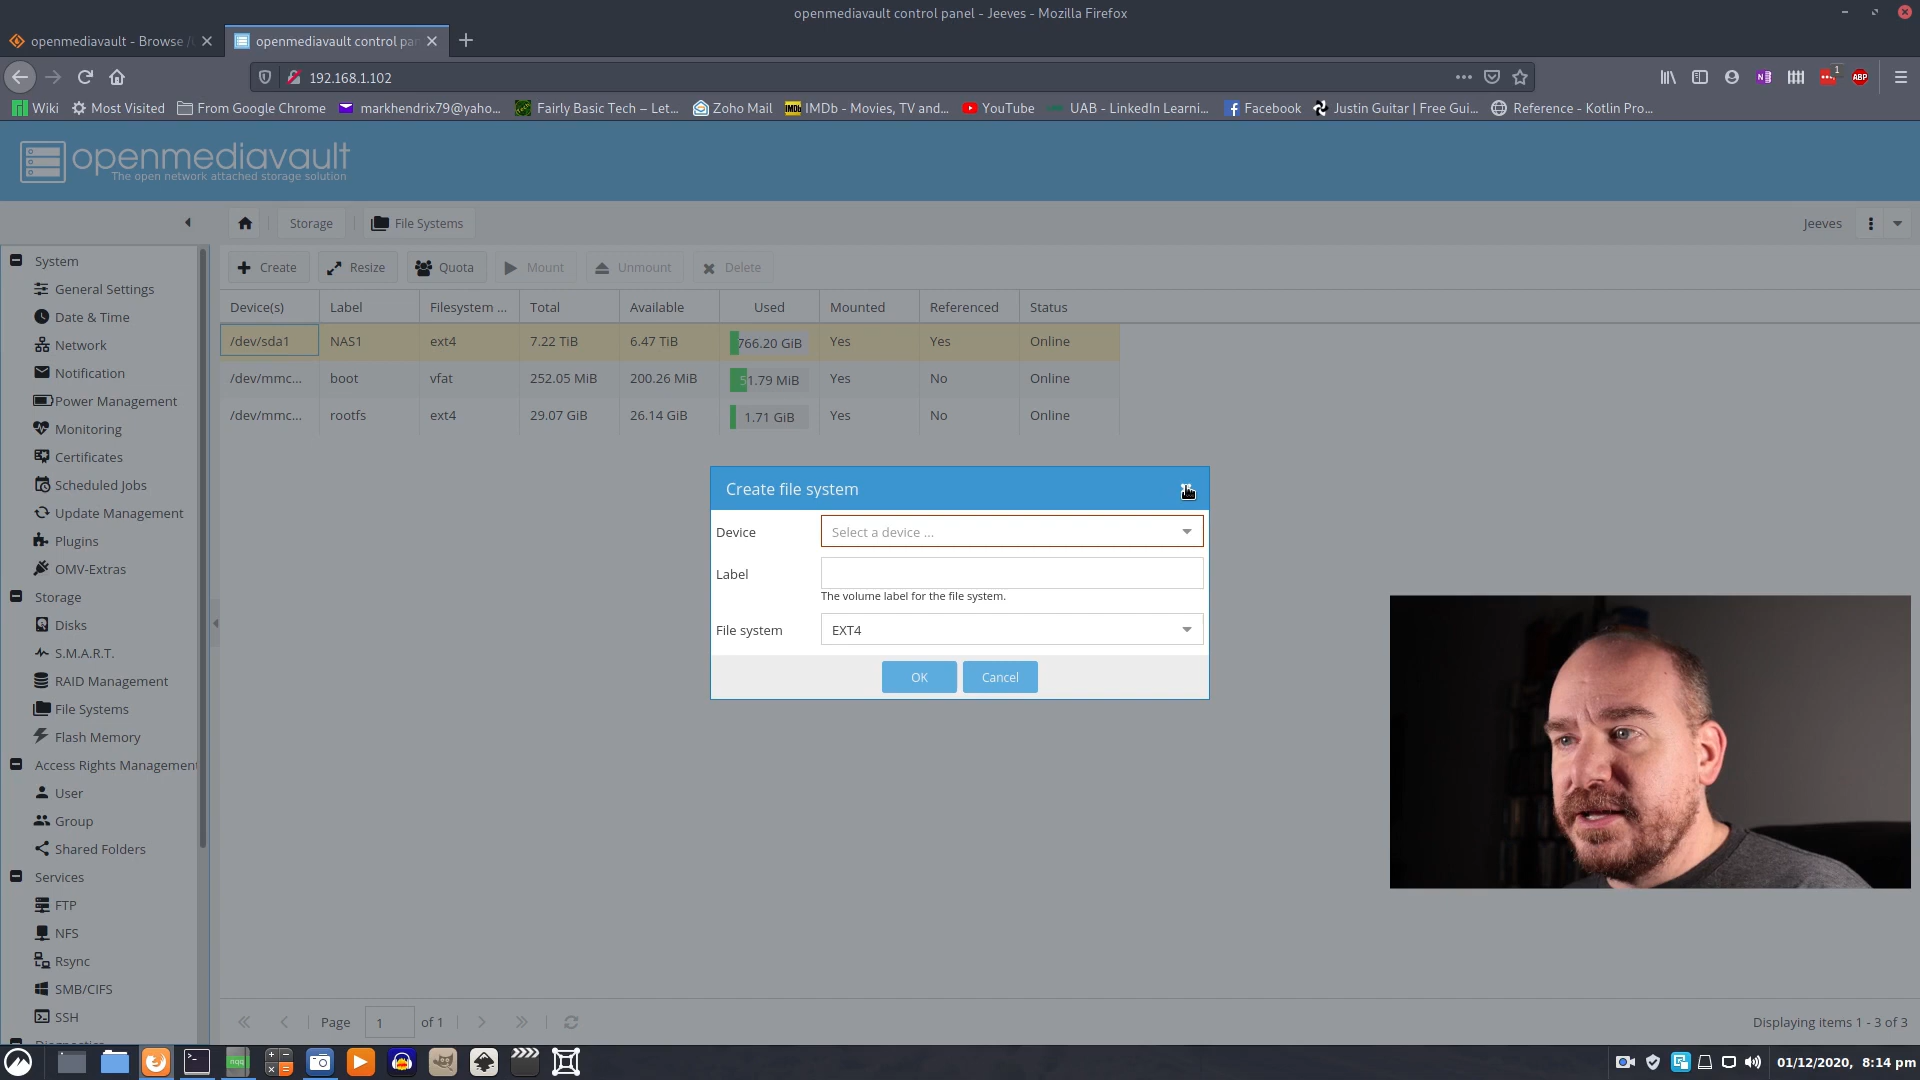 openmediavault control panel - Jeeves - Mozilla Firefox
openmediavault - Browse /
openmediavault control pa
192.168.1.102
Wiki
Most Visited
From Google Chrome
markhendrix79@yaho...
Fairly Basic Tech – Let...
Zoho Mail
IMDb - Movies, TV and...
YouTube
UAB - LinkedIn Learni...
Facebook
Justin Guitar | Free Gui...
Reference - Kotlin Pro...
openmediavault
The open network attached storage solution
Storage
File Systems
Jeeves
System
General Settings
Date & Time
Network
Notification
Power Management
Monitoring
Certificates
Scheduled Jobs
Update Management
Plugins
OMV-Extras
Storage
Disks
S.M.A.R.T.
RAID Management
File Systems
Flash Memory
Access Rights Management
User
Group
Shared Folders
Services
FTP
NFS
Rsync
SMB/CIFS
SSH
Create Resize Quota Mount Unmount Delete
Device(s) Label Filesystem ... Total Available Used Mounted Referenced Status
/dev/sda1 NAS1 ext4 7.22 TiB 6.47 TiB 766.20 GiB Yes Yes Online
/dev/mmc... boot vfat 252.05 MiB 200.26 MiB 51.79 MiB Yes No Online
/dev/mmc... rootfs ext4 29.07 GiB 26.14 GiB 1.71 GiB Yes No Online
Create file system
Device Select a device ...
Label
The volume label for the file system.
File system EXT4
OK Cancel
Page 1 of 1
Displaying items 1 - 3 of 3
01/12/2020, 8:14 pm